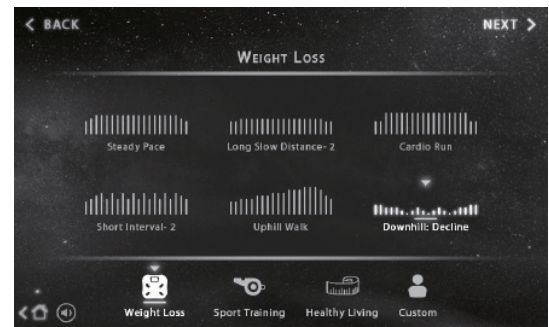 < BACK NEXT >
WEIGHT LOSS
Steady Pace Long Slow Distance- 2 Cardio Run
Short Interval- 2 Uphill Walk Downhill: Decline
Weight Loss Sport Training Healthy Living Custom